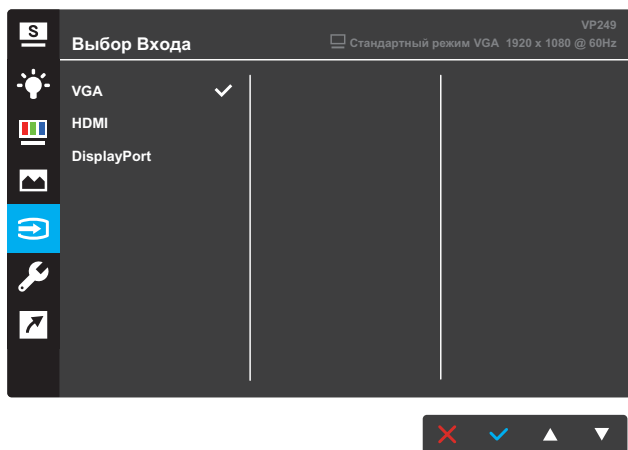 S
VP249
Выбор Входа
Стандартный режим VGA 1920 x 1080 @ 60Hz
VGA
HDMI
DisplayPort